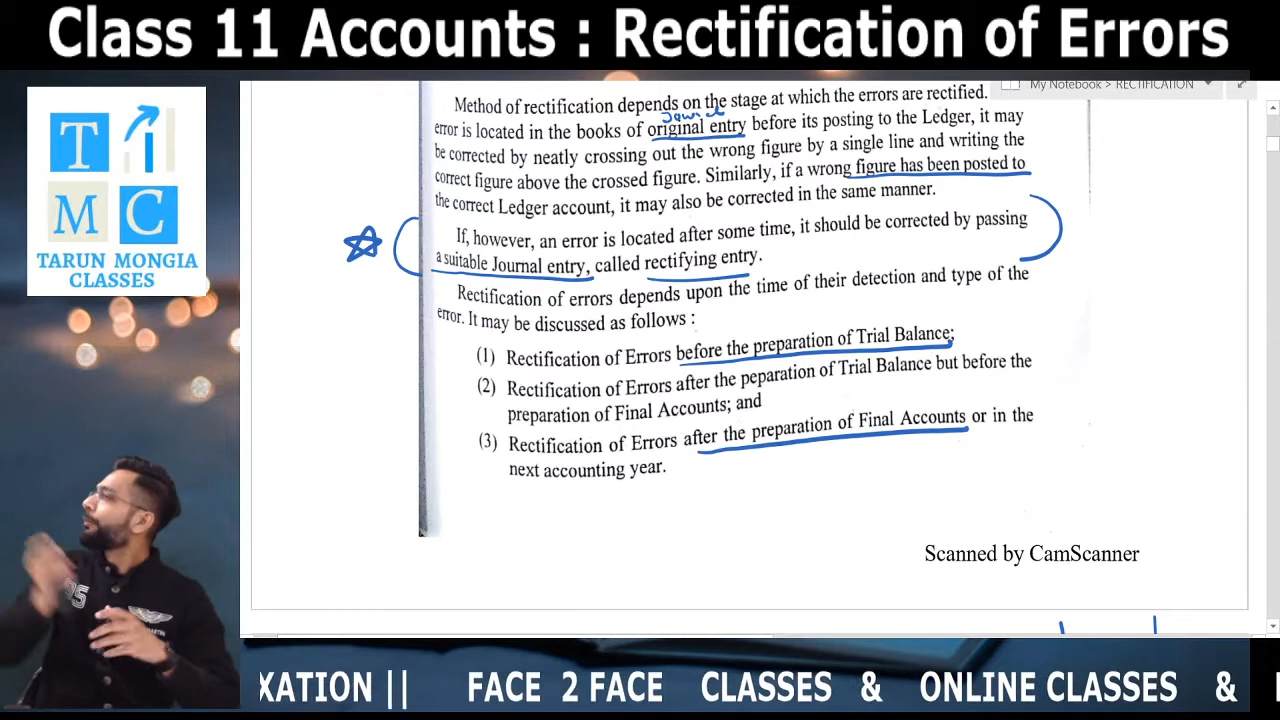 Class 11 Accounts : Rectification of Errors
My Notebook > RECTIFICATION
T
M C
TARUN MONGIA
CLASSES
Method of rectification depends on the stage at which the errors are rectified.
error is located in the books of original entry before its posting to the Ledger, it may
be corrected by neatly crossing out the wrong figure by a single line and writing the
correct figure above the crossed figure. Similarly, if a wrong figure has been posted to
the correct Ledger account, it may also be corrected in the same manner.
If, however, an error is located after some time, it should be corrected by passing
a suitable Journal entry, called rectifying entry.
Rectification of errors depends upon the time of their detection and type of the
error. It may be discussed as follows :
(1) Rectification of Errors before the preparation of Trial Balance;
(2) Rectification of Errors after the peparation of Trial Balance but before the
preparation of Final Accounts; and
(3) Rectification of Errors after the preparation of Final Accounts or in the
next accounting year.
Scanned by CamScanner
XATION || FACE 2 FACE CLASSES & ONLINE CLASSES &